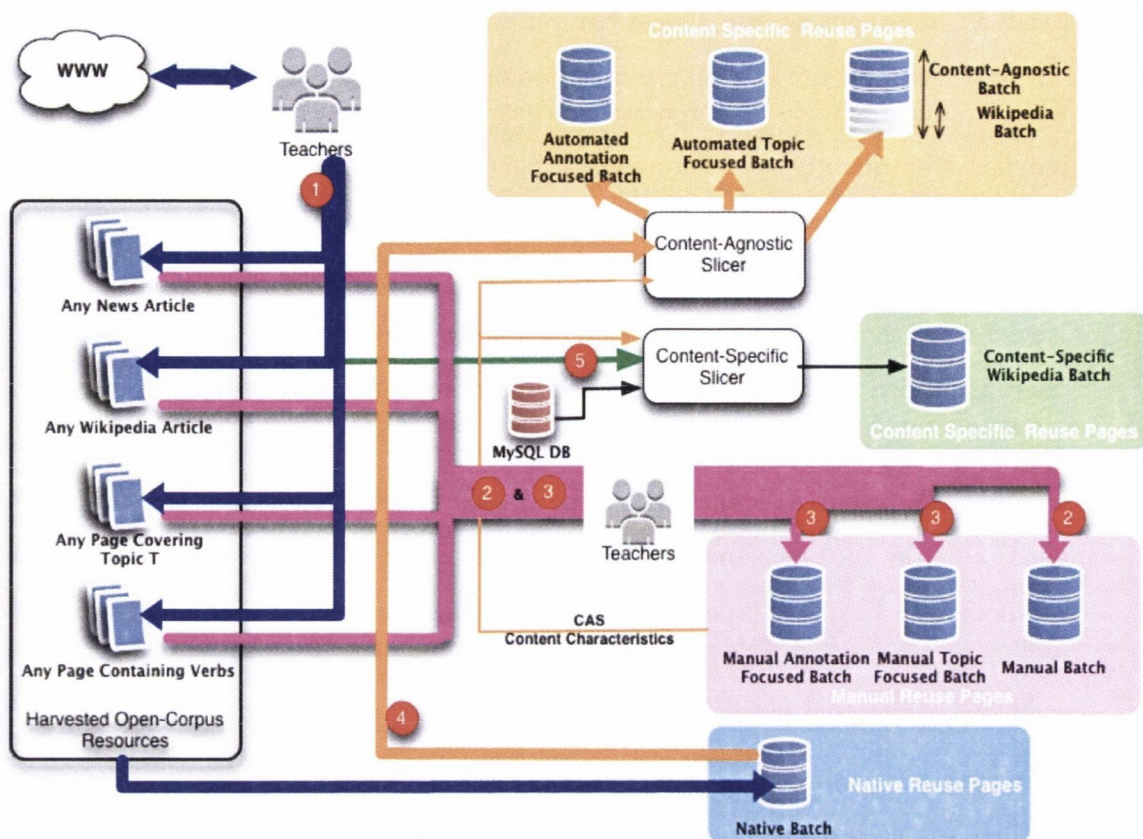 WWW
Teachers
1
Content Specific Reuse Pages
Automated
Annotation
Focused Batch
Automated Topic
Focused Batch
Content-Agnostic
Batch
Wikipedia
Batch
Content-Agnostic
Slicer
Any News Article
Any Wikipedia Article
Any Page Covering
Topic T
Any Page Containing Verbs
Harvested Open-Corpus
Resources
5
Content-Specific
Slicer
MySQL DB
Content-Specific
Wikipedia Batch
Content Specific Reuse Pages
2 & 3
Teachers
3
3
2
CAS
Content Characteristics
Manual Annotation
Focused Batch
Manual Topic
Focused Batch
Manual Batch
Manual Reuse Pages
4
Native Reuse Pages
Native Batch